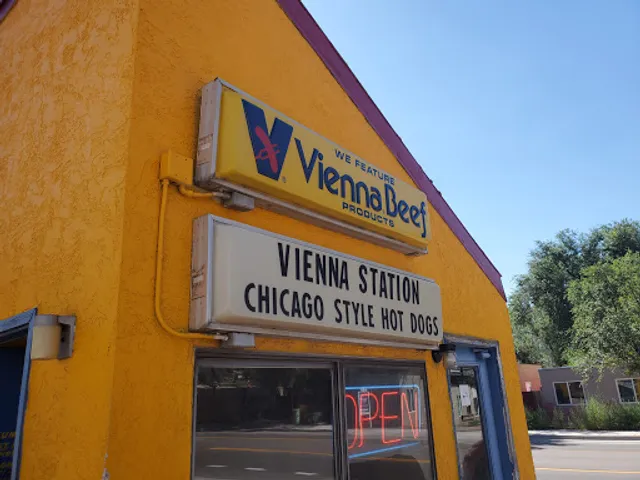 WE FEATURE
Vienna Beef
PRODUCTS
VIENNA STATION
CHICAGO STYLE HOT DOGS
OPEN